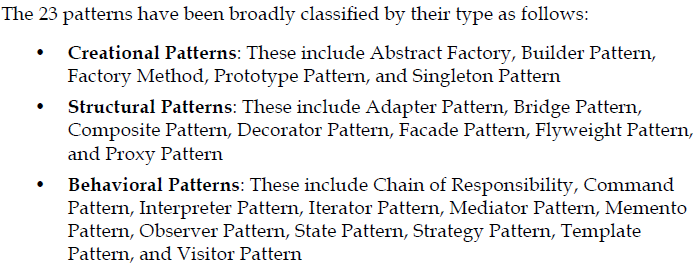 The 23 patterns have been broadly classified by their type as follows:
• Creational Patterns: These include Abstract Factory, Builder Pattern,
Factory Method, Prototype Pattern, and Singleton Pattern
• Structural Patterns: These include Adapter Pattern, Bridge Pattern,
Composite Pattern, Decorator Pattern, Facade Pattern, Flyweight Pattern,
and Proxy Pattern
• Behavioral Patterns: These include Chain of Responsibility, Command
Pattern, Interpreter Pattern, Iterator Pattern, Mediator Pattern, Memento
Pattern, Observer Pattern, State Pattern, Strategy Pattern, Template
Pattern, and Visitor Pattern